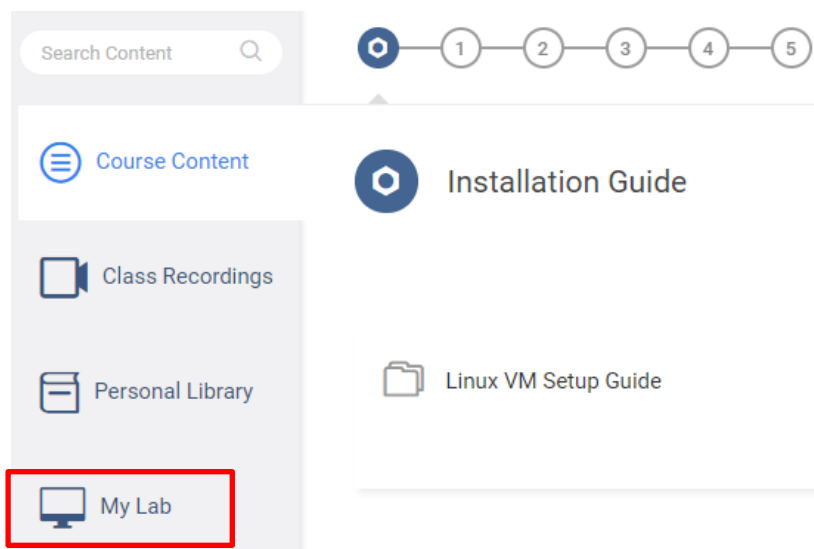 Search Content
1 2 3 4 5
Course Content
Installation Guide
Class Recordings
Linux VM Setup Guide
Personal Library
My Lab